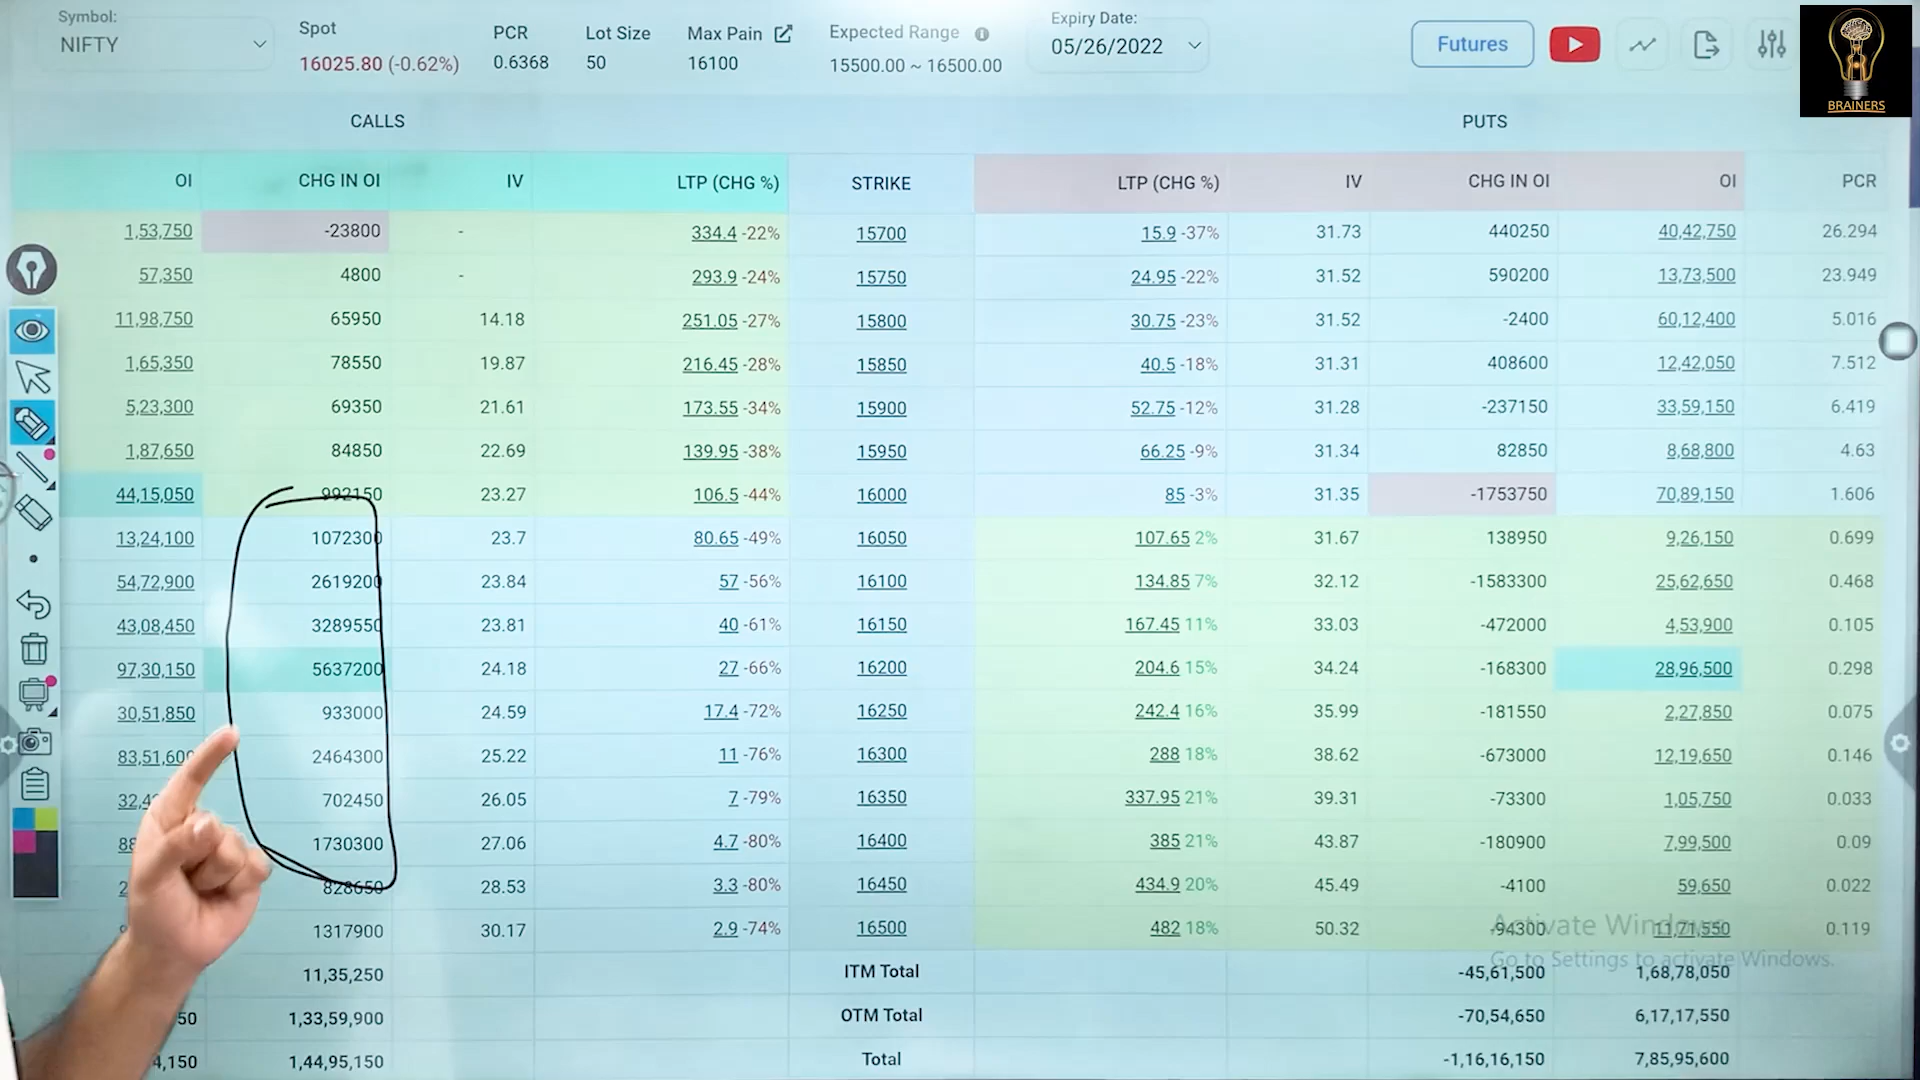 Symbol:
NIFTY
Spot
16025.80 (-0.62%)
PCR
0.6368
Lot Size
50
Max Pain
16100
Expected Range
15500.00 ~ 16500.00
Expiry Date:
05/26/2022
Futures
BRAINERS
CALLS PUTS
OI CHG IN OI IV LTP (CHG %) STRIKE LTP (CHG %) IV CHG IN OI OI PCR
1,53,750 -23800 - 334.4 -22% 15700 15.9 -37% 31.73 440250 40,42,750 26.294
57,350 4800 - 293.9 -24% 15750 24.95 -22% 31.52 590200 13,73,500 23.949
11,98,750 65950 14.18 251.05 -27% 15800 30.75 -23% 31.52 -2400 60,12,400 5.016
1,65,350 78550 19.87 216.45 -28% 15850 40.5 -18% 31.31 408600 12,42,050 7.512
5,23,300 69350 21.61 173.55 -34% 15900 52.75 -12% 31.28 -237150 33,59,150 6.419
1,87,650 84850 22.69 139.95 -38% 15950 66.25 -9% 31.34 82850 8,68,800 4.63
44,15,050 992150 23.27 106.5 -44% 16000 85 -3% 31.35 -1753750 70,89,150 1.606
13,24,100 1072300 23.7 80.65 -49% 16050 107.65 2% 31.67 138950 9,26,150 0.699
54,72,900 2619200 23.84 57 -56% 16100 134.85 7% 32.12 -1583300 25,62,650 0.468
43,08,450 3289550 23.81 40 -61% 16150 167.45 11% 33.03 -472000 4,53,900 0.105
97,30,150 5637200 24.18 27 -66% 16200 204.6 15% 34.24 -168300 28,96,500 0.298
30,51,850 933000 24.59 17.4 -72% 16250 242.4 16% 35.99 -181550 2,27,850 0.075
83,51,600 2464300 25.22 11 -76% 16300 288 18% 38.62 -673000 12,19,650 0.146
702450 26.05 7 -79% 16350 337.95 21% 39.31 -73300 1,05,750 0.033
1730300 27.06 4.7 -80% 16400 385 21% 43.87 -180900 7,99,500 0.09
828650 28.53 3.3 -80% 16450 434.9 20% 45.49 -4100 59,650 0.022
1317900 30.17 2.9 -74% 16500 482 18% 50.32 -94300 11,71,550 0.119
11,35,250 ITM Total -45,61,500 1,68,78,050
50 1,33,59,900 OTM Total -70,54,650 6,17,17,550
4,150 1,44,95,150 Total -1,16,16,150 7,85,95,600
Activate Windows
Go to Settings to activate Windows.